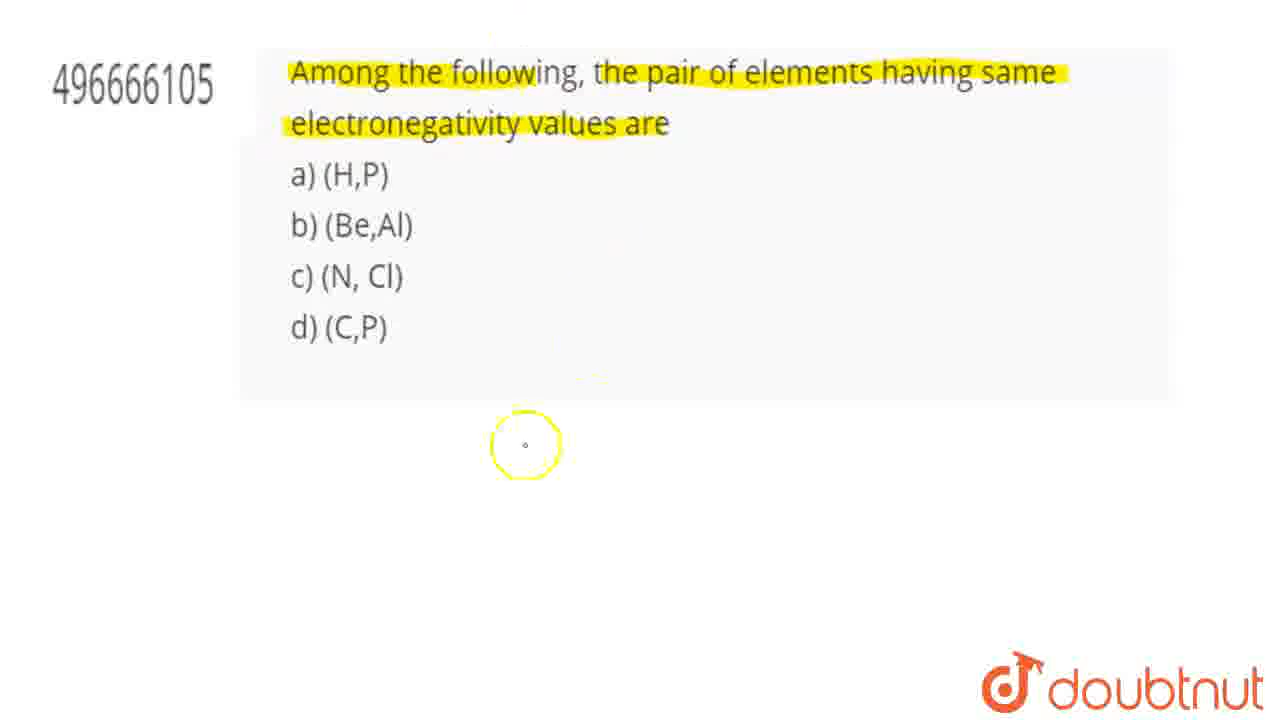 496666105
Among the following, the pair of elements having same
electronegativity values are
a) (H,P)
b) (Be,Al)
c) (N, Cl)
d) (C,P)
doubtnut